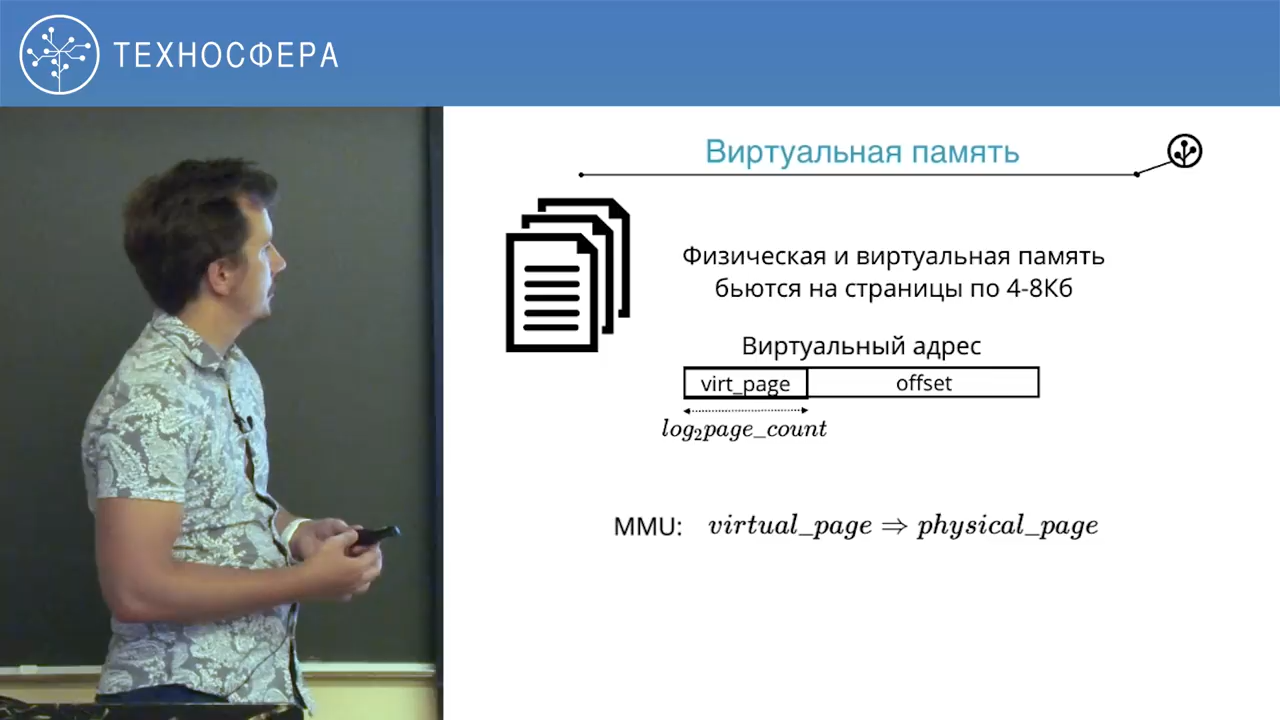 ТЕХНОСФЕРА
Виртуальная память
Физическая и виртуальная память
бьются на страницы по 4-8Кб
Виртуальный адрес
virt_page offset
log₂page_count
MMU: virtual_page ⇒ physical_page